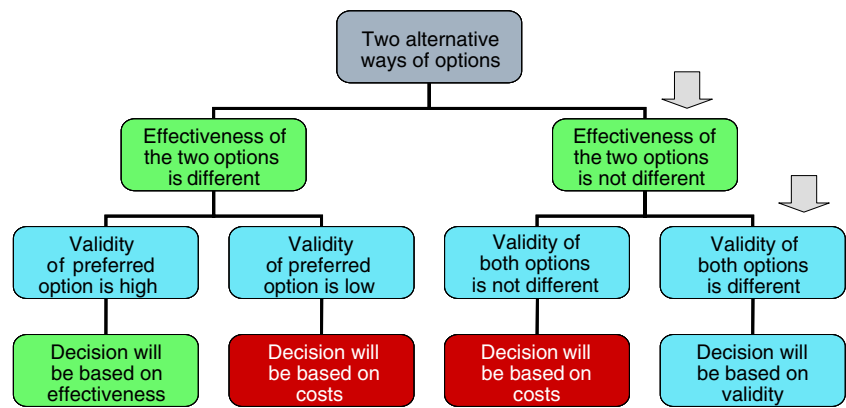 Two alternative
ways of options
Effectiveness of
the two options
is different
Effectiveness of
the two options
is not different
Validity
of preferred
option is high
Validity
of preferred
option is low
Validity of
both options
is not different
Validity of
both options
is different
Decision will
be based on
effectiveness
Decision will
be based on
costs
Decision will
be based on
costs
Decision will
be based on
validity